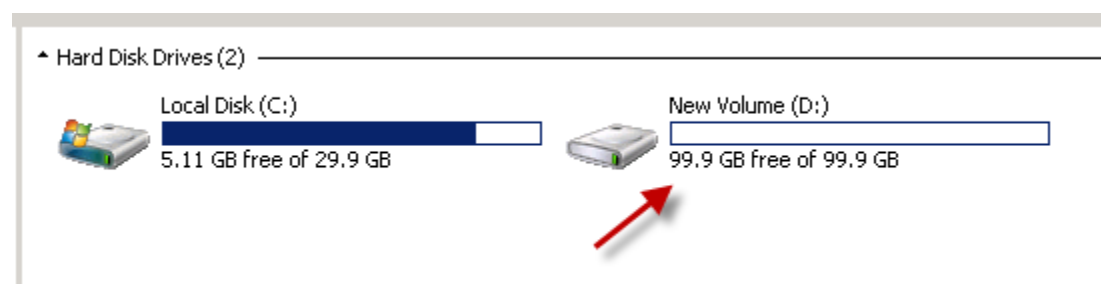 Hard Disk Drives (2)
Local Disk (C:)
5.11 GB free of 29.9 GB
New Volume (D:)
99.9 GB free of 99.9 GB